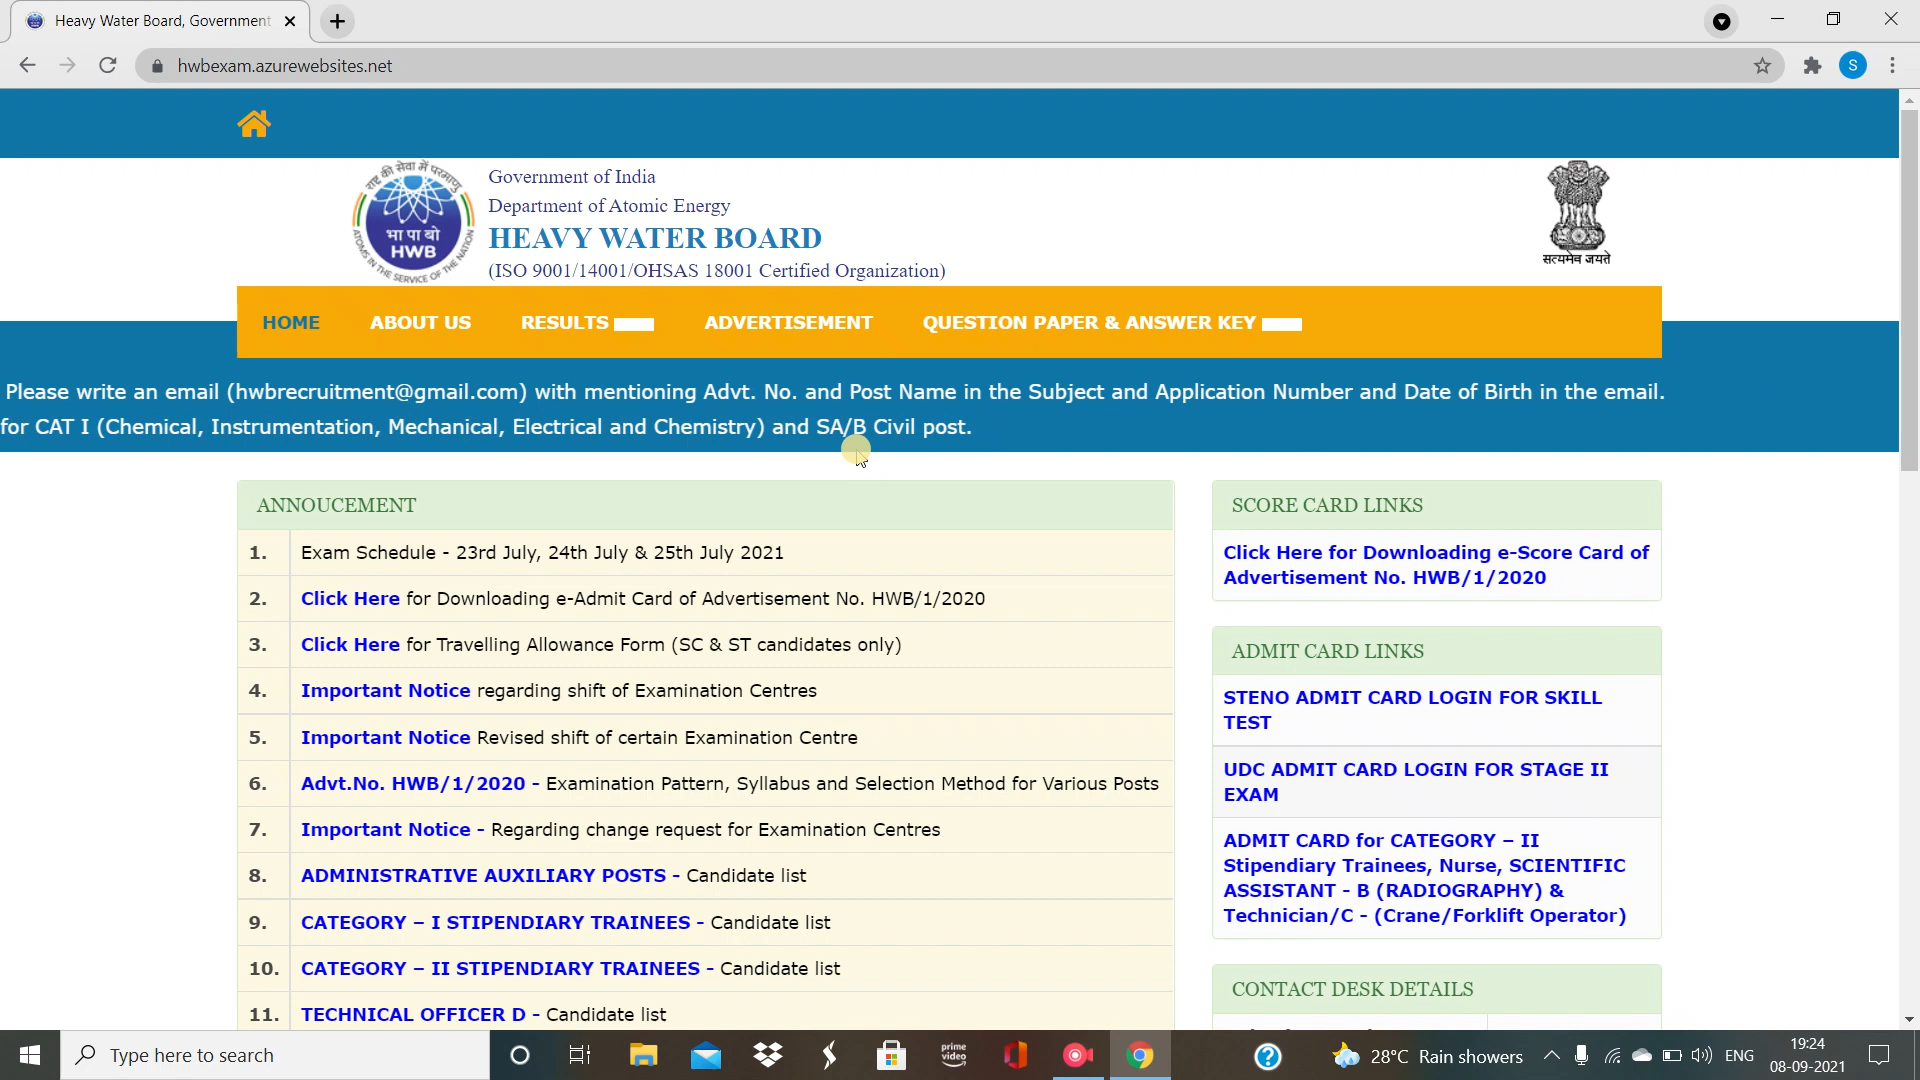 Heavy Water Board, Government
hwbexam.azurewebsites.net
S
राष्ट्र की सेवा में परमाणु
भा पा बो
HWB
ATOMS IN THE SERVICE OF THE NATION
Government of India
Department of Atomic Energy
HEAVY WATER BOARD
(ISO 9001/14001/OHSAS 18001 Certified Organization)
सत्यमेव जयते
HOME ABOUT US RESULTS ADVERTISEMENT QUESTION PAPER & ANSWER KEY
Please write an email (hwbrecruitment@gmail.com) with mentioning Advt. No. and Post Name in the Subject and Application Number and Date of Birth in the email.
for CAT I (Chemical, Instrumentation, Mechanical, Electrical and Chemistry) and SA/B Civil post.
ANNOUCEMENT
1. Exam Schedule - 23rd July, 24th July & 25th July 2021
2. Click Here for Downloading e-Admit Card of Advertisement No. HWB/1/2020
3. Click Here for Travelling Allowance Form (SC & ST candidates only)
4. Important Notice regarding shift of Examination Centres
5. Important Notice Revised shift of certain Examination Centre
6. Advt.No. HWB/1/2020 - Examination Pattern, Syllabus and Selection Method for Various Posts
7. Important Notice - Regarding change request for Examination Centres
8. ADMINISTRATIVE AUXILIARY POSTS - Candidate list
9. CATEGORY – I STIPENDIARY TRAINEES - Candidate list
10. CATEGORY – II STIPENDIARY TRAINEES - Candidate list
11. TECHNICAL OFFICER D - Candidate list
SCORE CARD LINKS
Click Here for Downloading e-Score Card of
Advertisement No. HWB/1/2020
ADMIT CARD LINKS
STENO ADMIT CARD LOGIN FOR SKILL
TEST
UDC ADMIT CARD LOGIN FOR STAGE II
EXAM
ADMIT CARD for CATEGORY – II
Stipendiary Trainees, Nurse, SCIENTIFIC
ASSISTANT - B (RADIOGRAPHY) &
Technician/C - (Crane/Forklift Operator)
CONTACT DESK DETAILS
Type here to search
prime
video
28°C Rain showers
ENG
19:24
08-09-2021